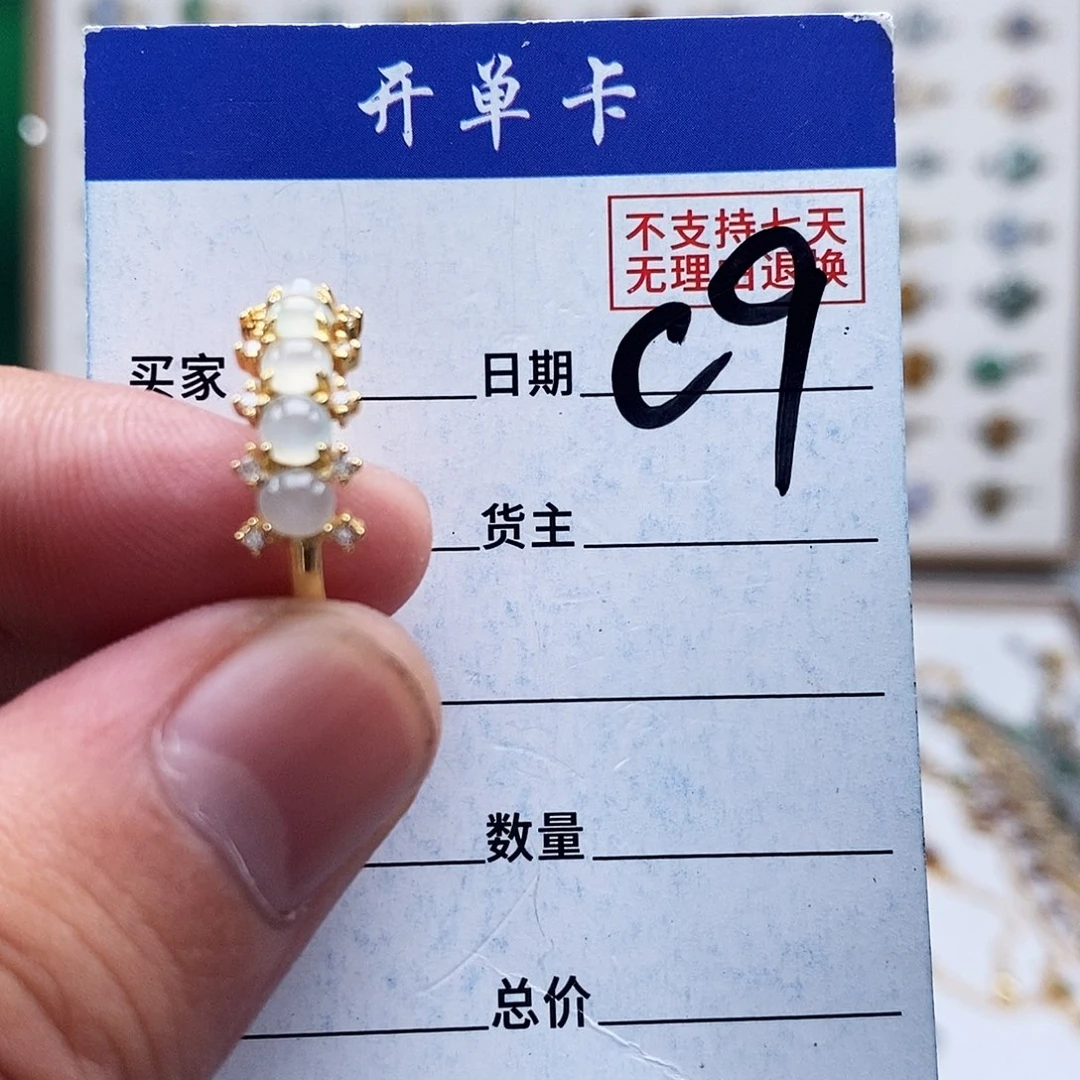 开单卡
不支持七天
无理由退换
c9
买家 日期
货主
数量
总价